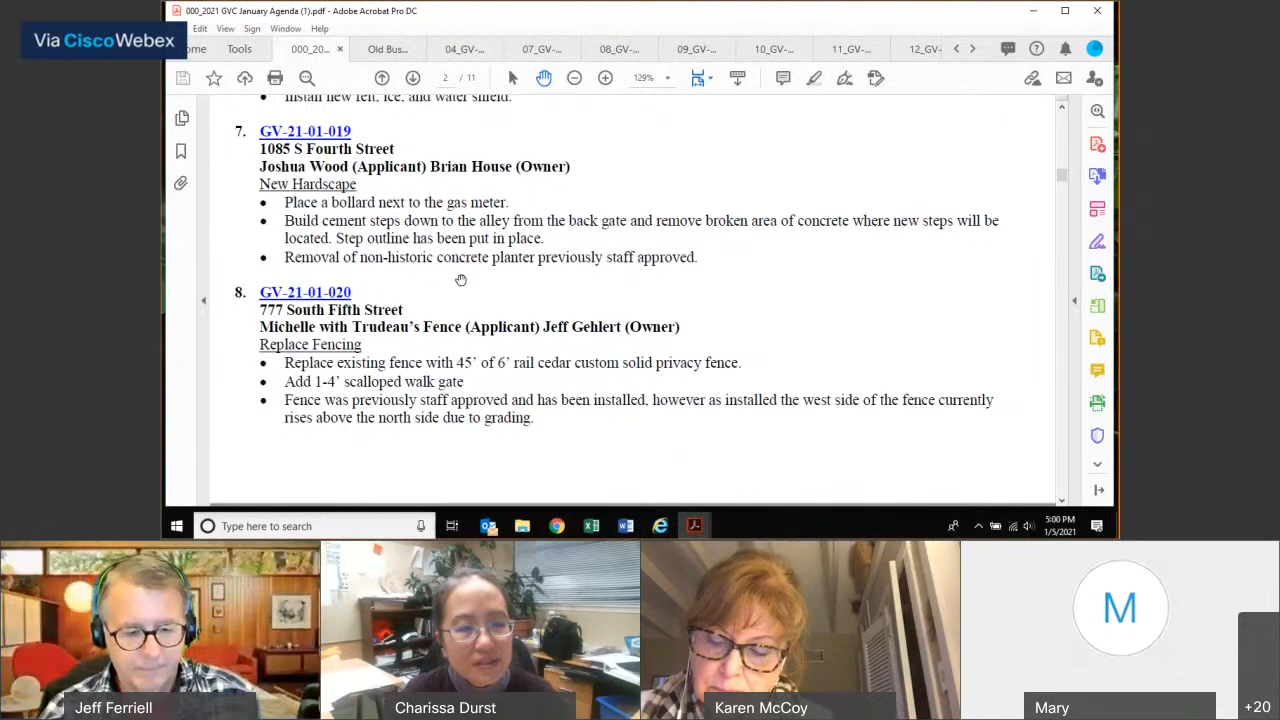 000_2021 GVC January Agenda (1).pdf - Adobe Acrobat Pro DC
Edit View Sign Window Help
Via CiscoWebex
ome Tools 000_20... × Old Ba 04_GV-... 07_GV-... 08_GV-... 09_GV-... 10_GV-... 11_GV-... 12_GV-
2 / 11 129%
Install new felt, ice, and water shield.
7. GV-21-01-019
1085 S Fourth Street
Joshua Wood (Applicant) Brian House (Owner)
New Hardscape
• Place a bollard next to the gas meter.
• Build cement steps down to the alley from the back gate and remove broken area of concrete where new steps will be
located. Step outline has been put in place.
• Removal of non-historic concrete planter previously staff approved.
8. GV-21-01-020
777 South Fifth Street
Michelle with Trudeau’s Fence (Applicant) Jeff Gehlert (Owner)
Replace Fencing
• Replace existing fence with 45’ of 6’ rail cedar custom solid privacy fence.
• Add 1-4’ scalloped walk gate
• Fence was previously staff approved and has been installed, however as installed the west side of the fence currently
rises above the north side due to grading.
Type here to search
5:00 PM
1/5/2021
M
Jeff Ferriell Charissa Durst Karen McCoy Mary +20